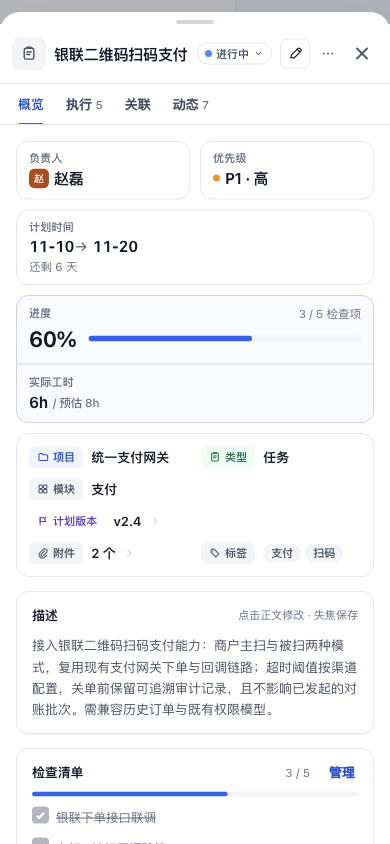 银联二维码扫码支付
进行中
概览 执行 5 关联 动态 7
负责人
赵 赵磊
优先级
P1 · 高
计划时间
11-10→ 11-20
还剩 6 天
进度 3 / 5 检查项
60%
实际工时
6h / 预估 8h
项目 统一支付网关 类型 任务
模块 支付
计划版本 v2.4
附件 2 个 标签 支付 扫码
描述 点击正文修改 · 失焦保存
接入银联二维码扫码支付能力：商户主扫与被扫两种模
式，复用现有支付网关下单与回调链路；超时阈值按渠道
配置，关单前保留可追溯审计记录，且不影响已发起的对
账批次。需兼容历史订单与既有权限模型。
检查清单 3 / 5 管理
银联下单接口联调